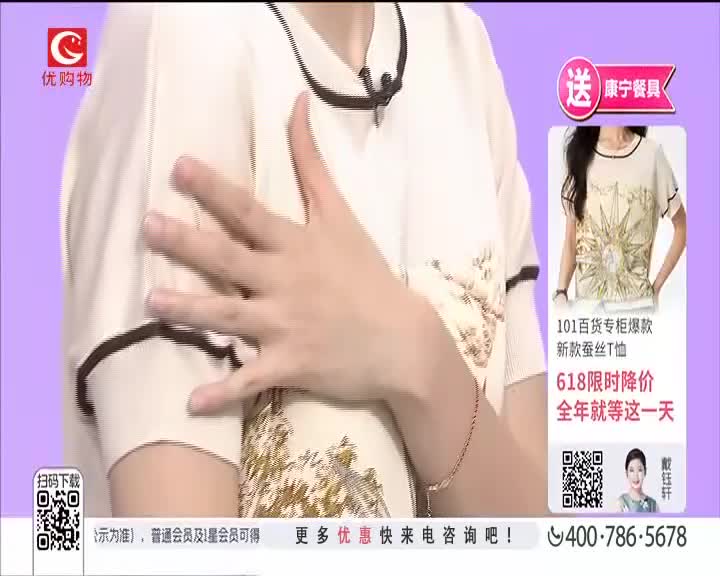 优购物
送
康宁餐具
101百货专柜爆款
新款蚕丝T恤
618限时降价
全年就等这一天
戴钰轩
扫码下载
示为准），普通会员及1星会员可得
更多优惠快来电咨询吧！
400-786-5678